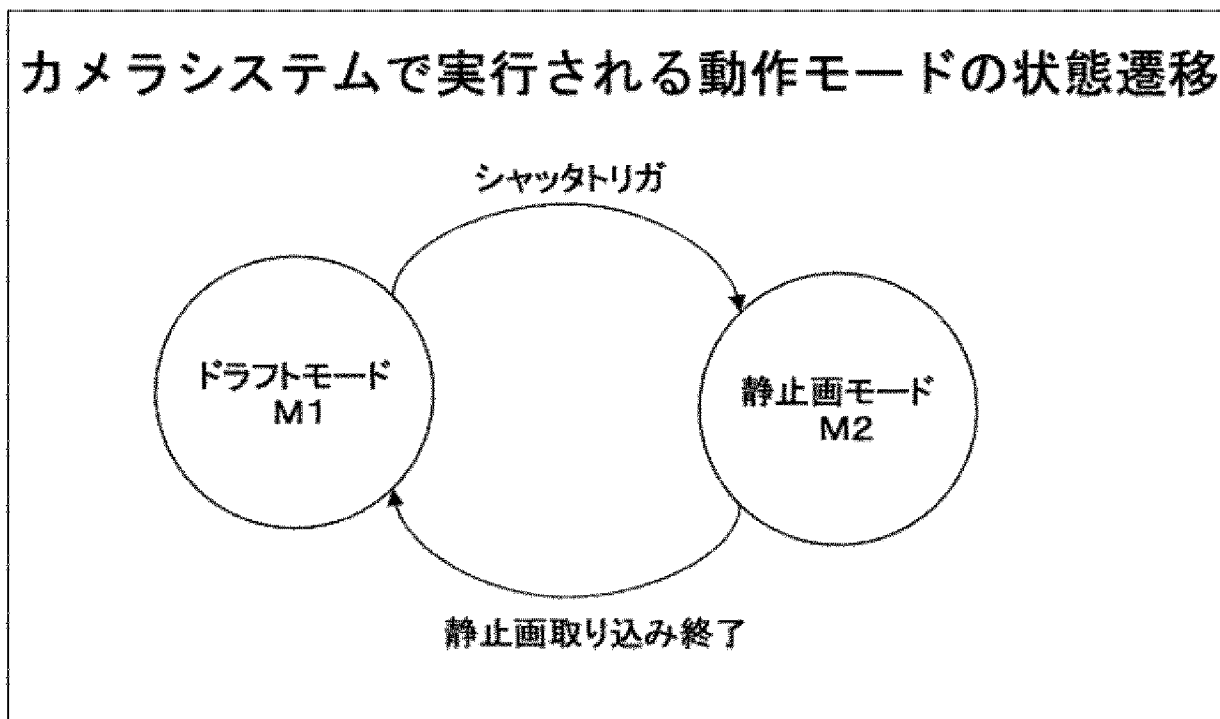 カメラシステムで実行される動作モードの状態遷移
シャッタトリガ
ドラフトモード
M1
静止画モード
M2
静止画取り込み終了